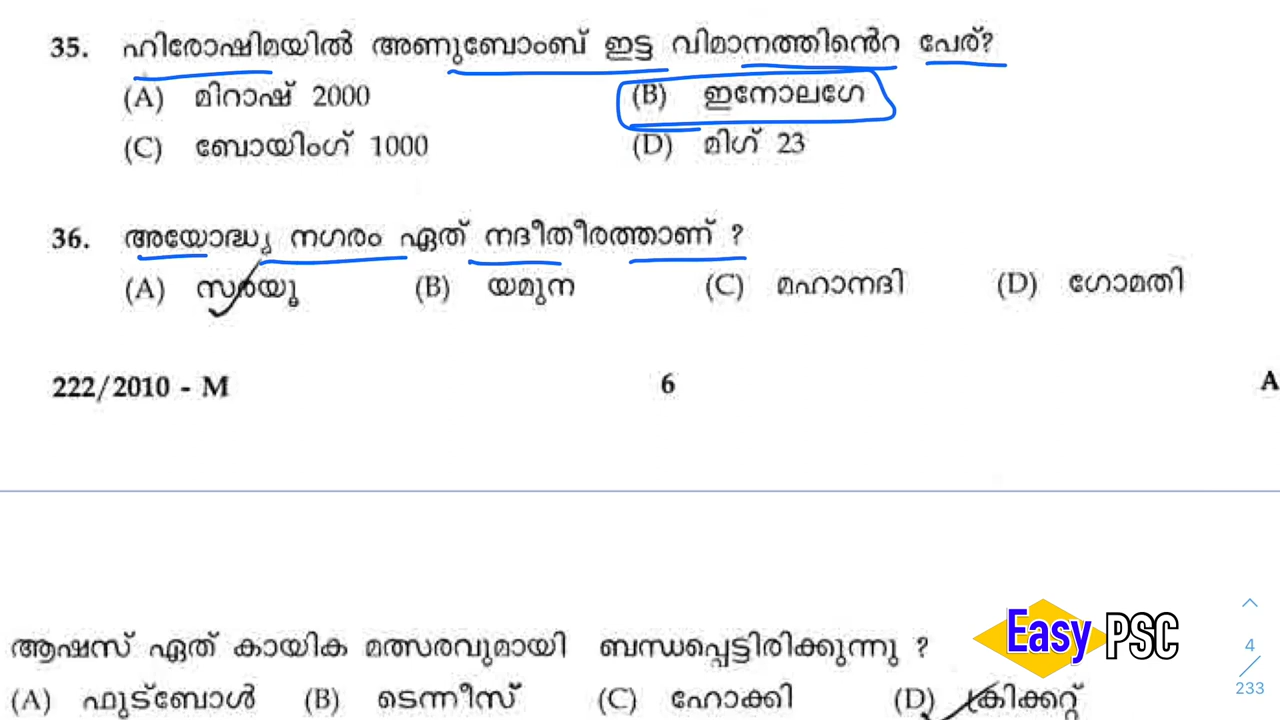 35. ഹിരോഷിമയിൽ അണുബോംബ് ഇട്ട വിമാനത്തിൻെറ പേര്?
(A) മിറാഷ് 2000 (B) ഇനോലഗേ
(C) ബോയിംഗ് 1000 (D) മിഗ് 23
36. അയോദ്ധ്യ നഗരം ഏത് നദീതീരത്താണ് ?
(A) സരയൂ (B) യമുന (C) മഹാനദി (D) ഗോമതി
222/2010 - M 6 A
ആഷസ് ഏത് കായിക മത്സരവുമായി ബന്ധപ്പെട്ടിരിക്കുന്നു ?
(A) ഫുട്ബോൾ (B) ടെന്നീസ് (C) ഹോക്കി (D) ക്രിക്കറ്റ്
Easy PSC
4
233